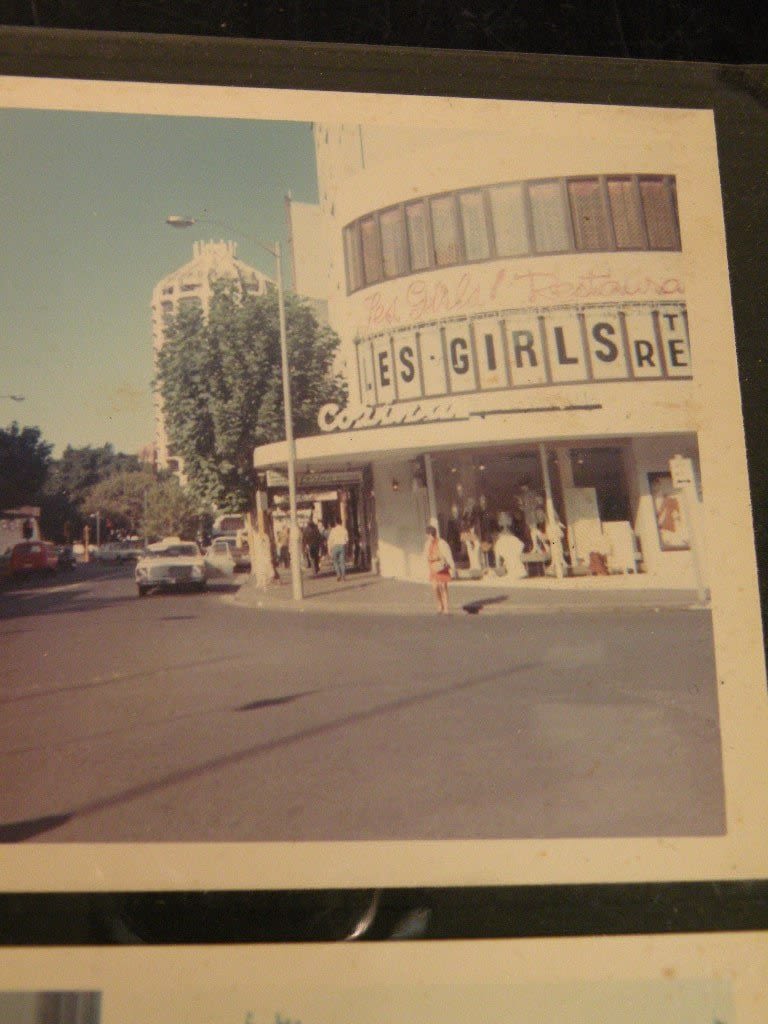 Les Girls! Restaura
LES·GIRLS T
RE
Corinna